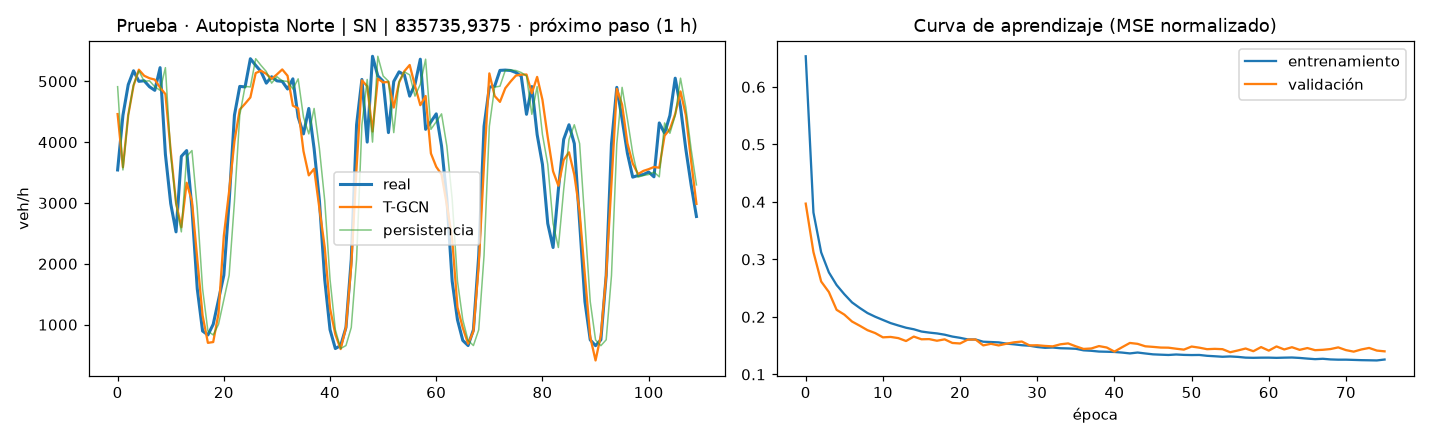 Prueba · Autopista Norte | SN | 835735,9375 · próximo paso (1 h)
veh/h
5000
4000
3000
2000
1000
0
20
40
60
80
100
real
T-GCN
persistencia
Curva de aprendizaje (MSE normalizado)
0.6
0.5
0.4
0.3
0.2
0.1
0
10
20
30
40
50
60
70
época
entrenamiento
validación